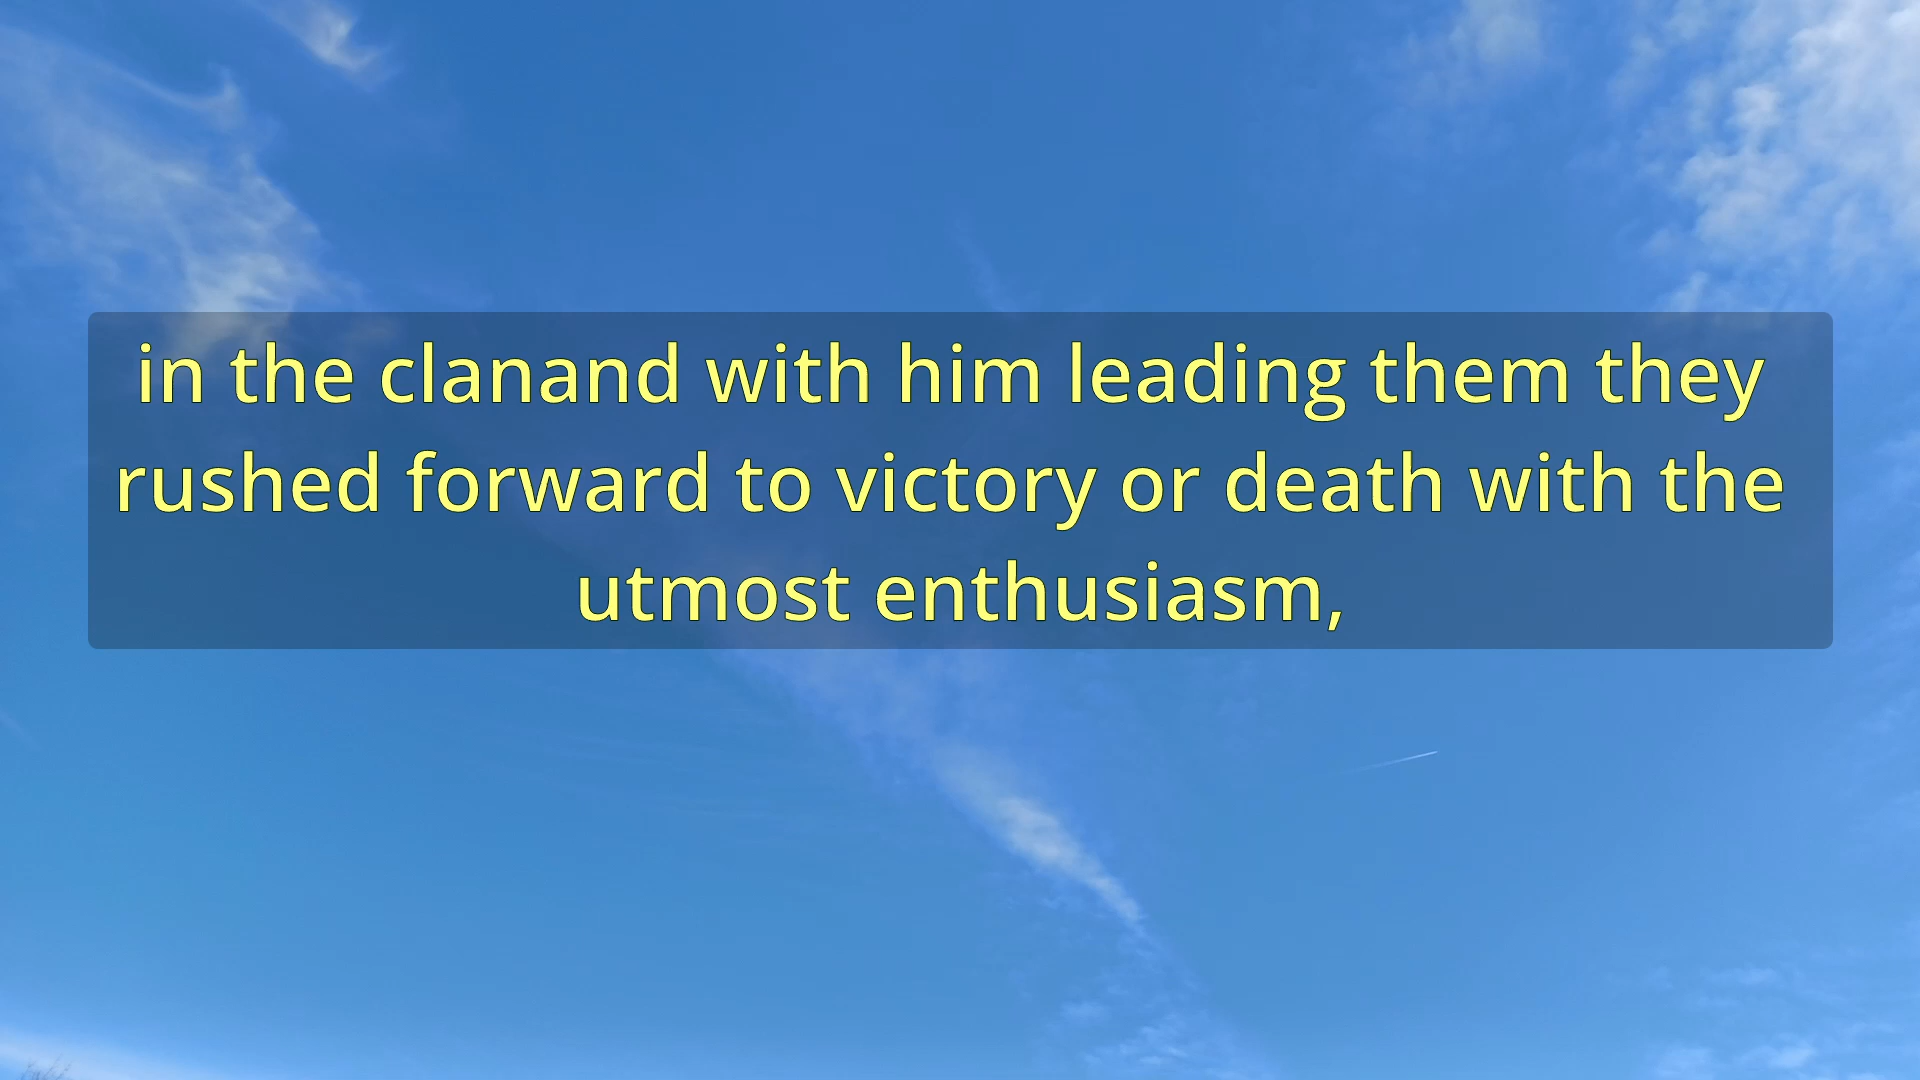 in the clanand with him leading them they
rushed forward to victory or death with the
utmost enthusiasm,